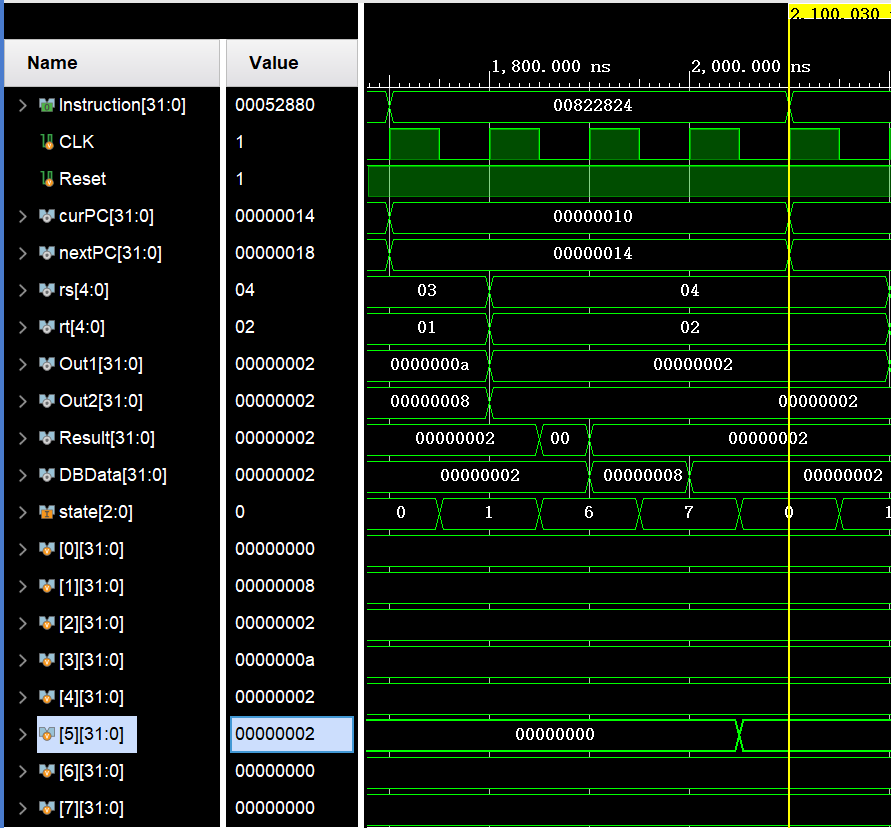 2,100.030
Name Value
1,800.000 ns 2,000.000 ns
Instruction[31:0] 00052880 00822824
CLK 1
Reset 1
curPC[31:0] 00000014 00000010
nextPC[31:0] 00000018 00000014
rs[4:0] 04 03 04
rt[4:0] 02 01 02
Out1[31:0] 00000002 0000000a 00000002
Out2[31:0] 00000002 00000008 00000002
Result[31:0] 00000002 00000002 00 00000002
DBData[31:0] 00000002 00000002 00000008 00000002
state[2:0] 0 0 1 6 7 0 1
[0][31:0] 00000000
[1][31:0] 00000008
[2][31:0] 00000002
[3][31:0] 0000000a
[4][31:0] 00000002
[5][31:0] 00000002 00000000
[6][31:0] 00000000
[7][31:0] 00000000